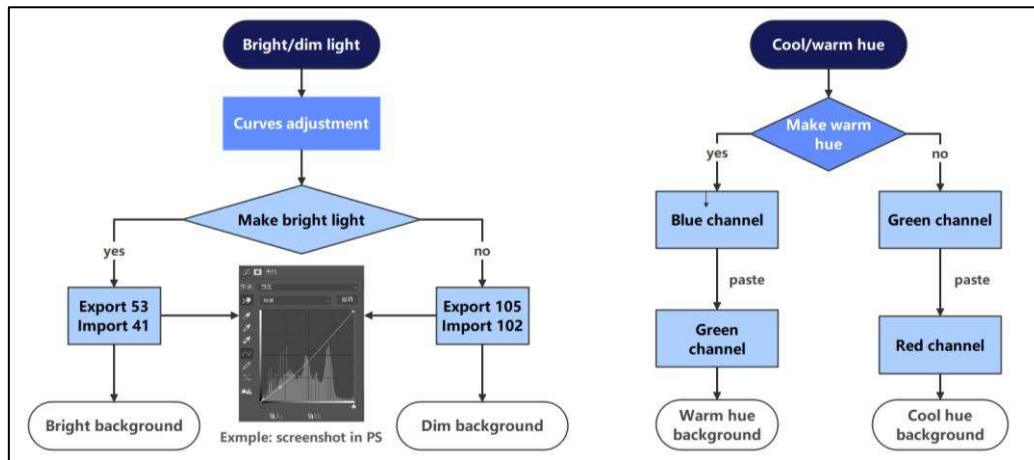 Bright/dim light
Curves adjustment
Make bright light
yes
no
Export 53
Import 41
Export 105
Import 102
Bright background
Dim background
Exmple: screenshot in PS
Cool/warm hue
Make warm
hue
yes
no
Blue channel
Green channel
paste
paste
Green
channel
Red channel
Warm hue
background
Cool hue
background